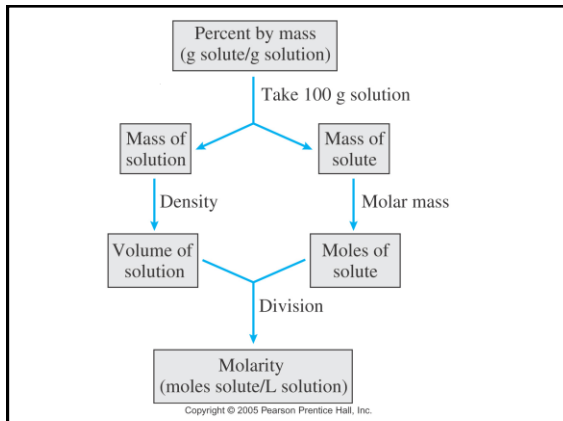 Percent by mass
(g solute/g solution)
Take 100 g solution
Mass of
solution
Mass of
solute
Density
Molar mass
Volume of
solution
Moles of
solute
Division
Molarity
(moles solute/L solution)
Copyright © 2005 Pearson Prentice Hall, Inc.